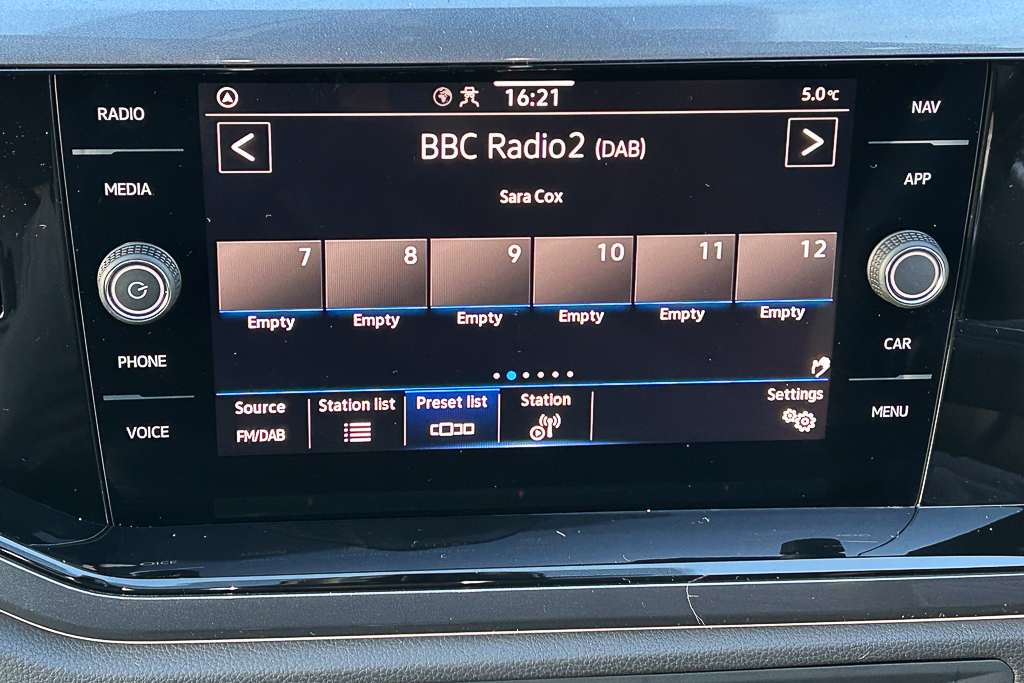 RADIO
MEDIA
PHONE
VOICE
16:21
5.0°C
< BBC Radio2 (DAB) >
Sara Cox
7 8 9 10 11 12
Empty Empty Empty Empty Empty Empty
Source Station list Preset list Station Settings
FM/DAB
NAV
APP
CAR
MENU